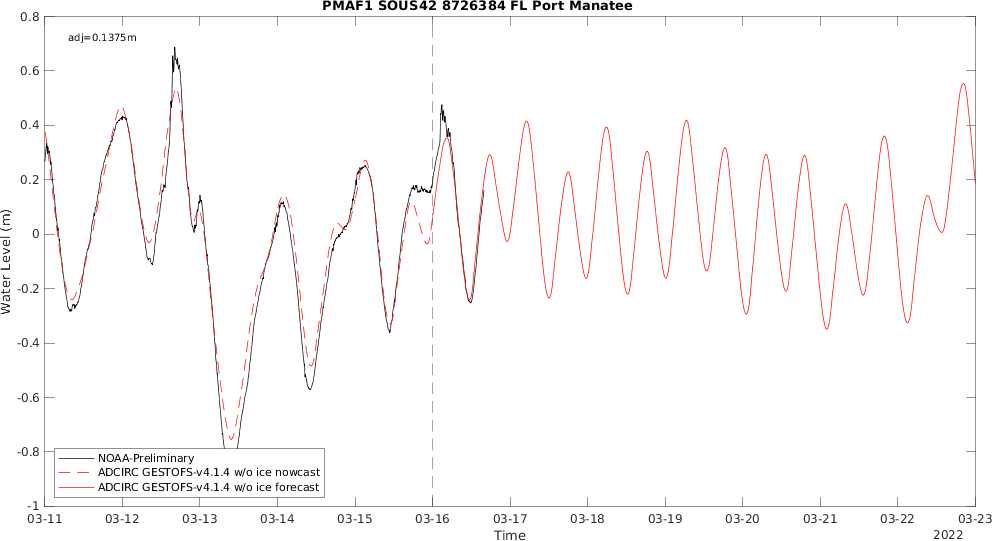 PMAF1 SOUS42 8726384 FL Port Manatee
adj=0.1375m
0.8
0.6
0.4
0.2
0
-0.2
-0.4
-0.6
-0.8
-1
Water Level (m)
NOAA-Preliminary
ADCIRC GESTOFS-v4.1.4 w/o ice nowcast
ADCIRC GESTOFS-v4.1.4 w/o ice forecast
03-11 03-12 03-13 03-14 03-15 03-16 03-17 03-18 03-19 03-20 03-21 03-22 03-23
Time
2022